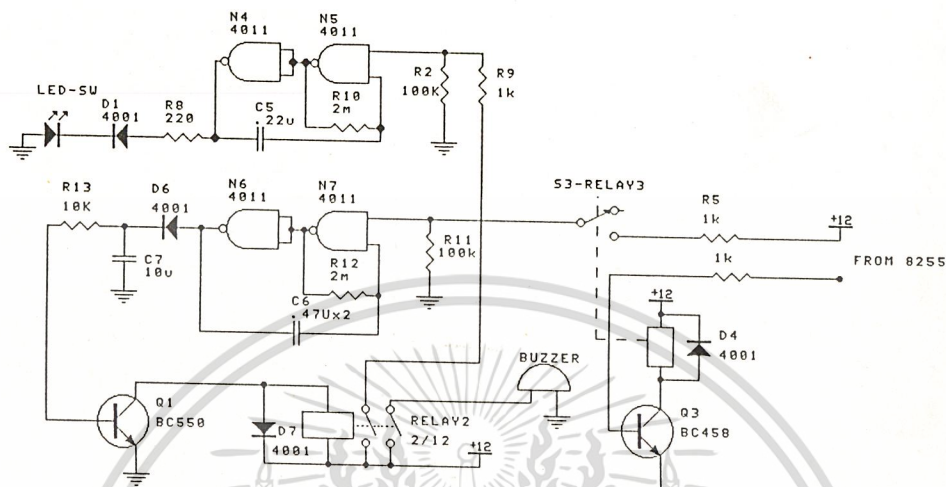 N4
4011
N5
4011
R2
100K
R9
1k
LED-SW
D1
4001
R8
220
C5
.22u
R10
2m
R13
10K
D6
4001
N6
4011
N7
4011
S3-RELAY3
R5
1k
+12
1k
FROM 8255
R11
100k
C7
10u
R12
2m
C6
.47Ux2
+12
D4
4001
BUZZER
Q1
BC550
D7
4001
RELAY2
2/12
+12
Q3
BC458